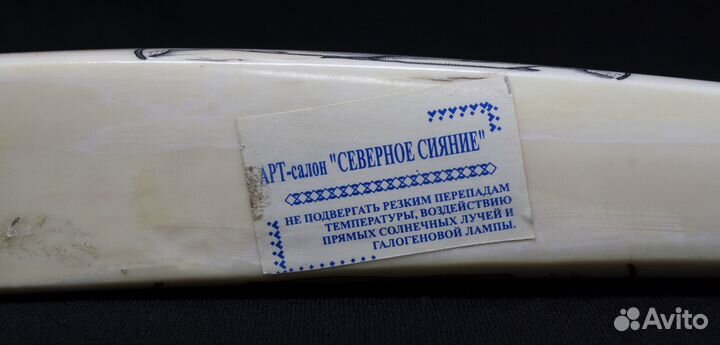 АРТ-салон "СЕВЕРНОЕ СИЯНИЕ"
НЕ ПОДВЕРГАТЬ РЕЗКИМ ПЕРЕПАДАМ
ТЕМПЕРАТУРЫ, ВОЗДЕЙСТВИЮ
ПРЯМЫХ СОЛНЕЧНЫХ ЛУЧЕЙ И
ГАЛОГЕНОВОЙ ЛАМПЫ.
Avito